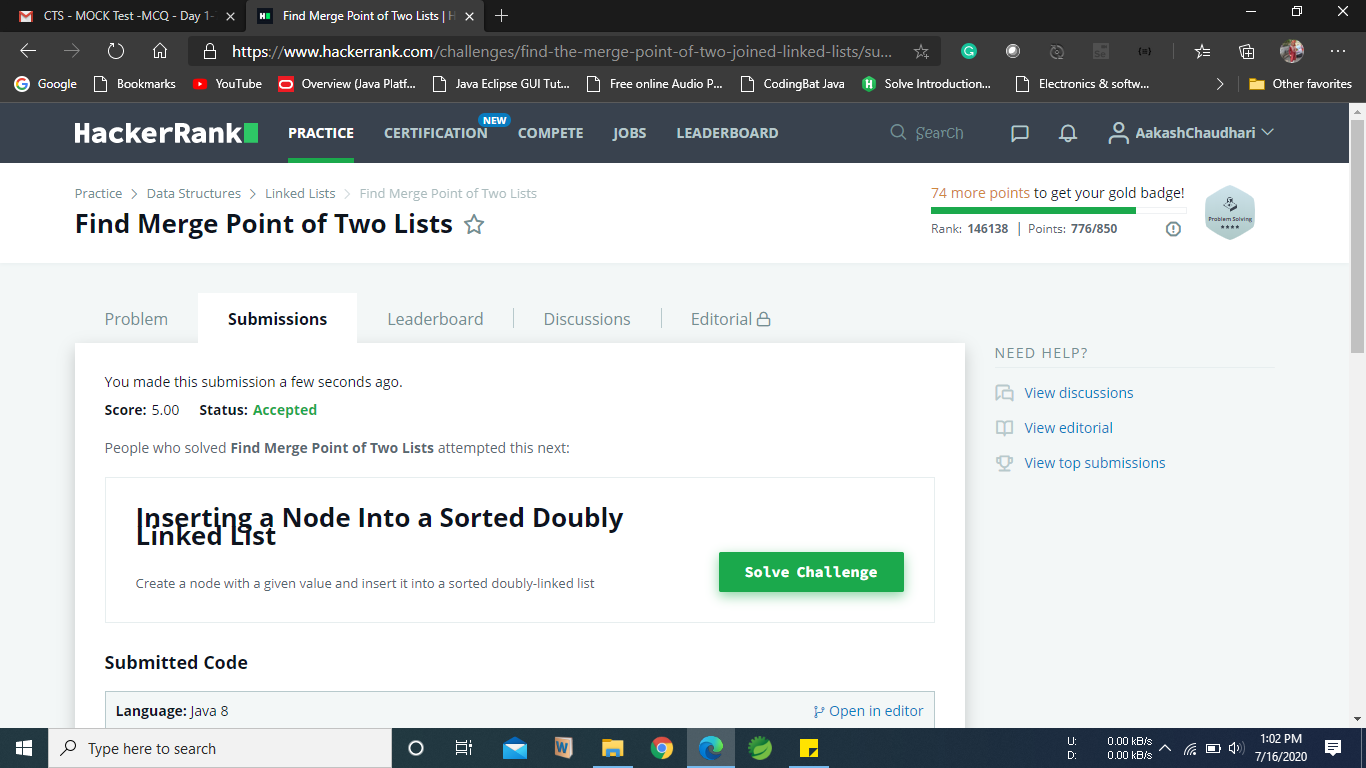 CTS - MOCK Test -MCQ - Day 1-
Find Merge Point of Two Lists | H
https://www.hackerrank.com/challenges/find-the-merge-point-of-two-joined-linked-lists/su...
Google Bookmarks YouTube Overview (Java Platf... Java Eclipse GUI Tut... Free online Audio P... CodingBat Java Solve Introduction... Electronics & softw... Other favorites
HackerRank PRACTICE CERTIFICATION NEW COMPETE JOBS LEADERBOARD Search AakashChaudhari
Practice > Data Structures > Linked Lists > Find Merge Point of Two Lists
Find Merge Point of Two Lists
74 more points to get your gold badge!
Rank: 146138 | Points: 776/850
Problem Solving
Problem Submissions Leaderboard Discussions Editorial
You made this submission a few seconds ago.
Score: 5.00 Status: Accepted
People who solved Find Merge Point of Two Lists attempted this next:
Inserting a Node Into a Sorted Doubly
Linked List
Create a node with a given value and insert it into a sorted doubly-linked list
Solve Challenge
Submitted Code
Language: Java 8 Open in editor
NEED HELP?
View discussions
View editorial
View top submissions
Type here to search
U: 0.00 kB/s
D: 0.00 kB/s
1:02 PM
7/16/2020